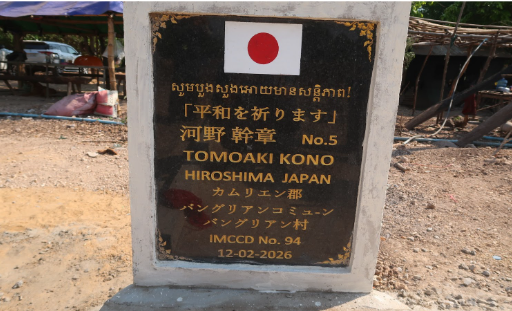 សូមបួងសួងអោយមានសន្តិភាព!
「平和を祈ります」
河野 幹章 No.5
TOMOAKI KONO
HIROSHIMA JAPAN
カムリエン郡
バングリアンコミューン
バングリアン村
IMCCD No. 94
12-02-2026